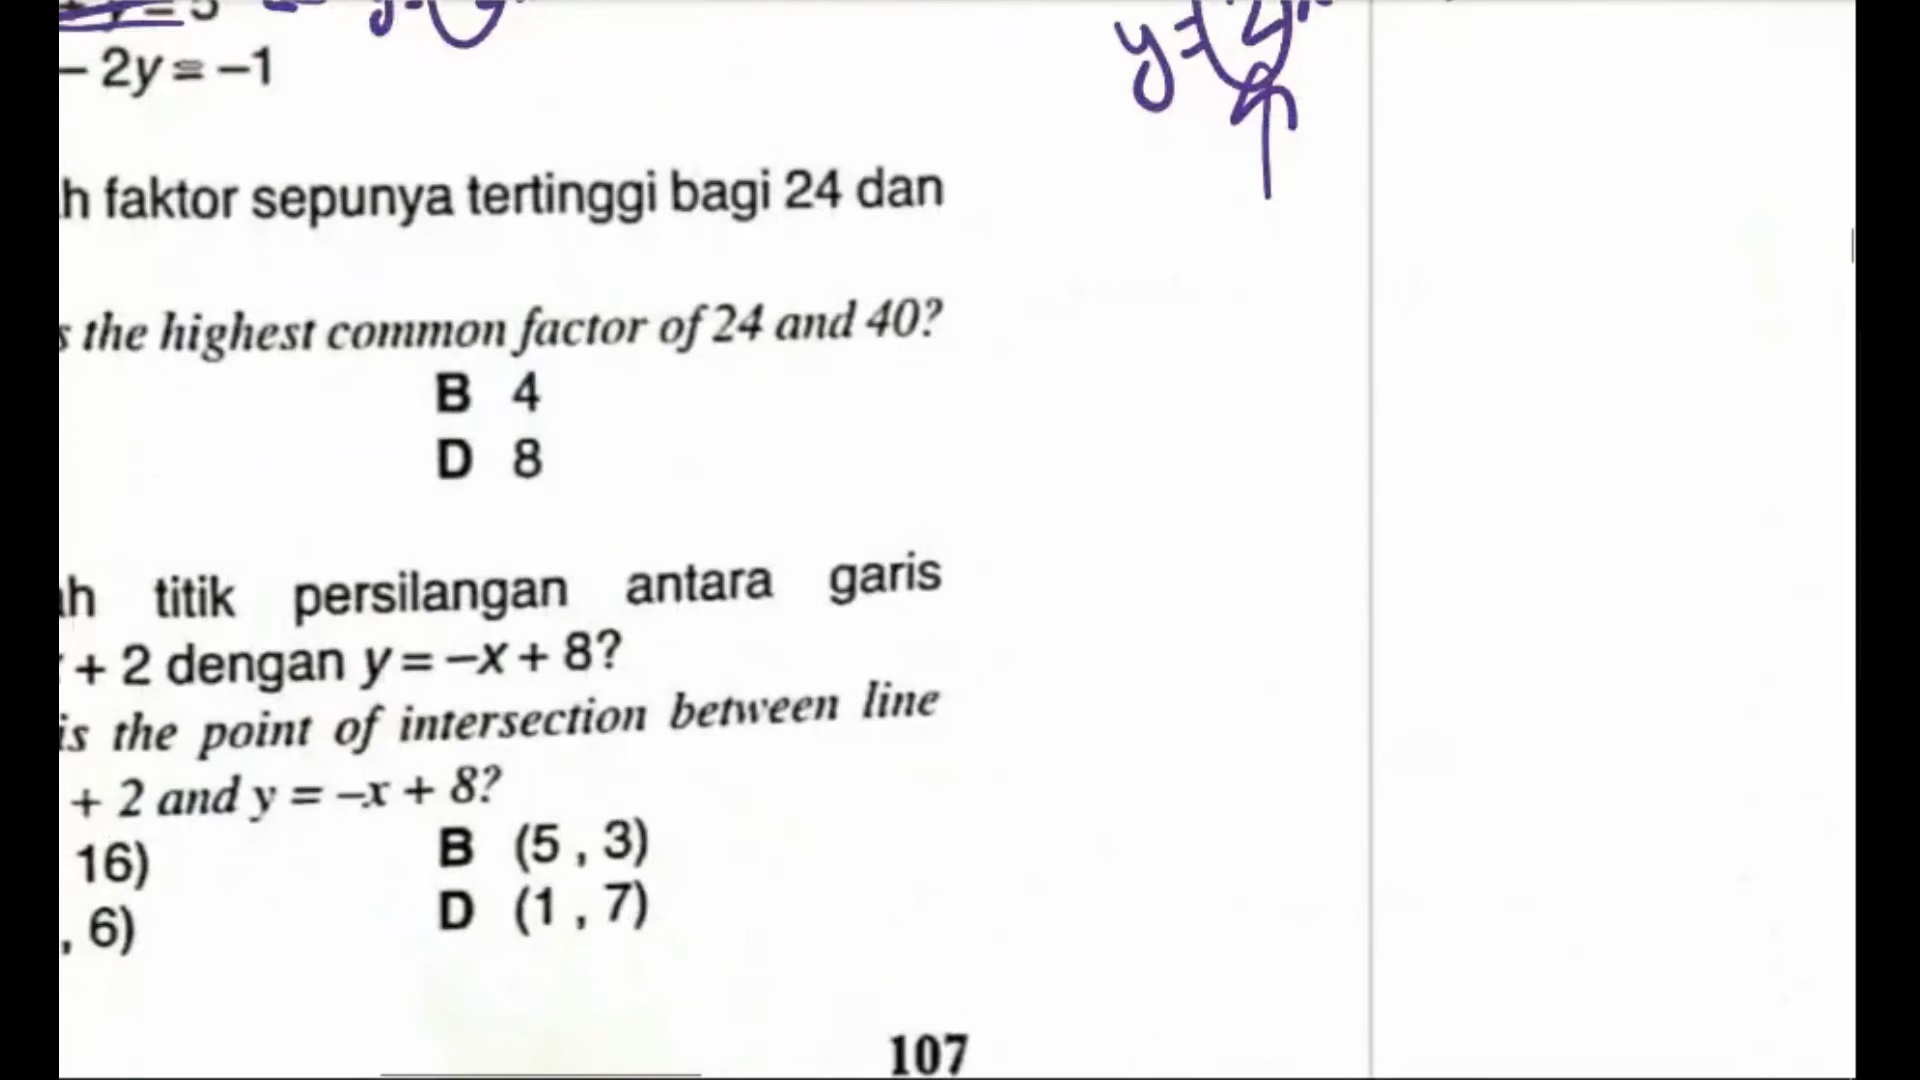 – 2y = –1
y=
faktor sepunya tertinggi bagi 24 dan
the highest common factor of 24 and 40?
B 4
D 8
titik persilangan antara garis
+ 2 dengan y = –x + 8?
is the point of intersection between line
+ 2 and y = –x + 8?
16)
B (5 , 3)
, 6)
D (1 , 7)
107